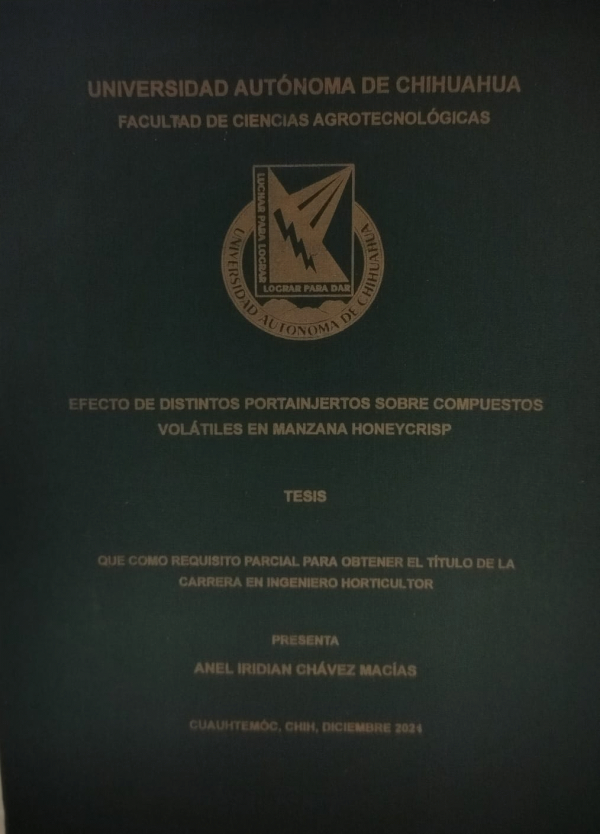 UNIVERSIDAD AUTÓNOMA DE CHIHUAHUA
FACULTAD DE CIENCIAS AGROTECNOLÓGICAS
LUCHAR PARA LOGRAR
LOGRAR PARA DAR
UNIVERSIDAD AUTONOMA DE CHIHUAHUA
EFECTO DE DISTINTOS PORTAINJERTOS SOBRE COMPUESTOS
VOLÁTILES EN MANZANA HONEYCRISP
TESIS
QUE COMO REQUISITO PARCIAL PARA OBTENER EL TÍTULO DE LA
CARRERA EN INGENIERO HORTICULTOR
PRESENTA
ANEL IRIDIAN CHÁVEZ MACÍAS
CUAUHTEMÓC, CHIH, DICIEMBRE 2024